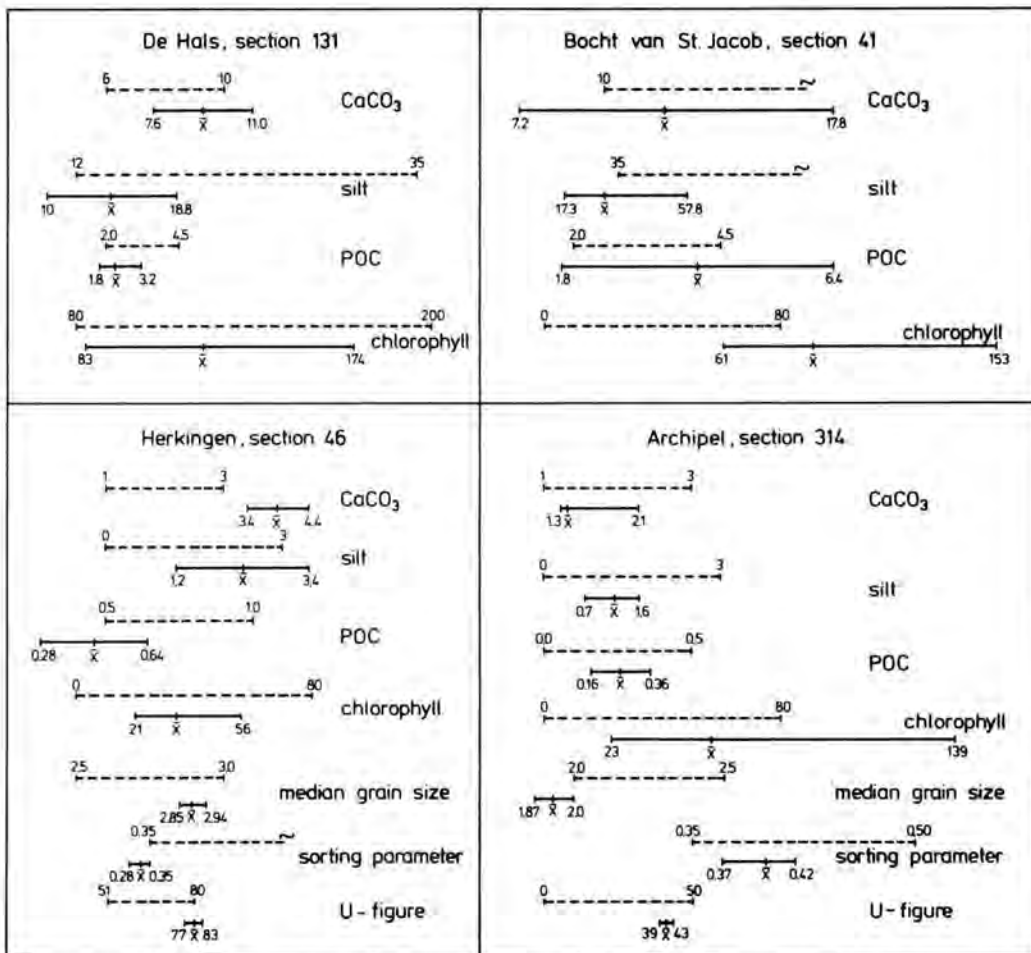 De Hals, section 131
6 10
CaCO3
7.6 x̄ 11.0
12 35
silt
10 x̄ 18.8
2.0 4.5
POC
1.8 x̄ 3.2
80 200
chlorophyll
83 x̄ 174
Bocht van St. Jacob, section 41
10 ~
CaCO3
7.2 x̄ 17.8
35 ~
silt
17.3 x̄ 57.8
2.0 4.5
POC
1.8 x̄ 6.4
0 80
chlorophyll
61 x̄ 153
Herkingen, section 46
1 3
CaCO3
3.4 x̄ 4.4
0 3
silt
1,2 x̄ 3,4
0.5 1.0
POC
0.28 x̄ 0.64
0 80
chlorophyll
21 x̄ 56
2.5 3.0
median grain size
2.85 x̄ 2.94
0.35 ~
sorting parameter
0.28 x̄ 0.35
51 80
U-figure
77 x̄ 83
Archipel, section 314
1 3
CaCO3
1.3 x̄ 2.1
0 3
silt
0.7 x̄ 1.6
0.0 0.5
POC
0.16 x̄ 0.36
0 80
chlorophyll
23 x̄ 139
2.0 2.5
median grain size
1.87 x̄ 2.0
0.35 0.50
sorting parameter
0.37 x̄ 0.42
0 50
U-figure
39 x̄ 43